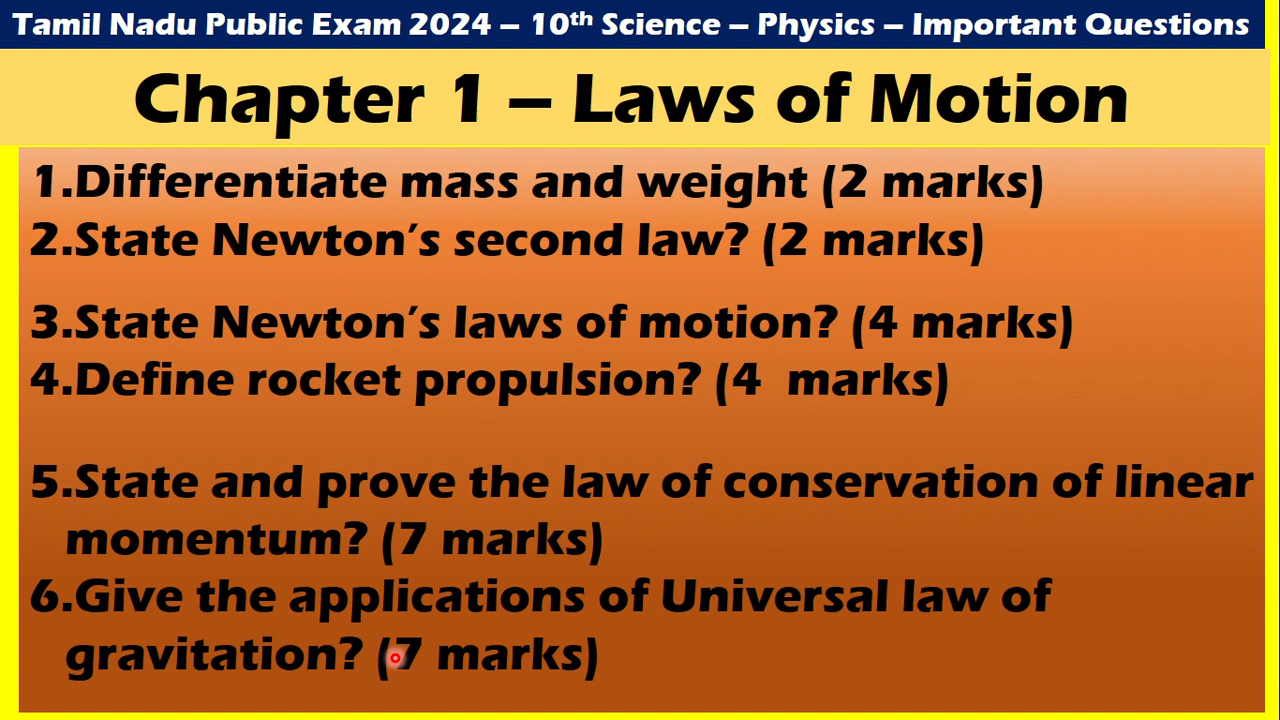 Tamil Nadu Public Exam 2024 – 10th Science – Physics – Important Questions
Chapter 1 – Laws of Motion
1.Differentiate mass and weight (2 marks)
2.State Newton's second law? (2 marks)
3.State Newton's laws of motion? (4 marks)
4.Define rocket propulsion? (4 marks)
5.State and prove the law of conservation of linear
momentum? (7 marks)
6.Give the applications of Universal law of
gravitation? (7 marks)